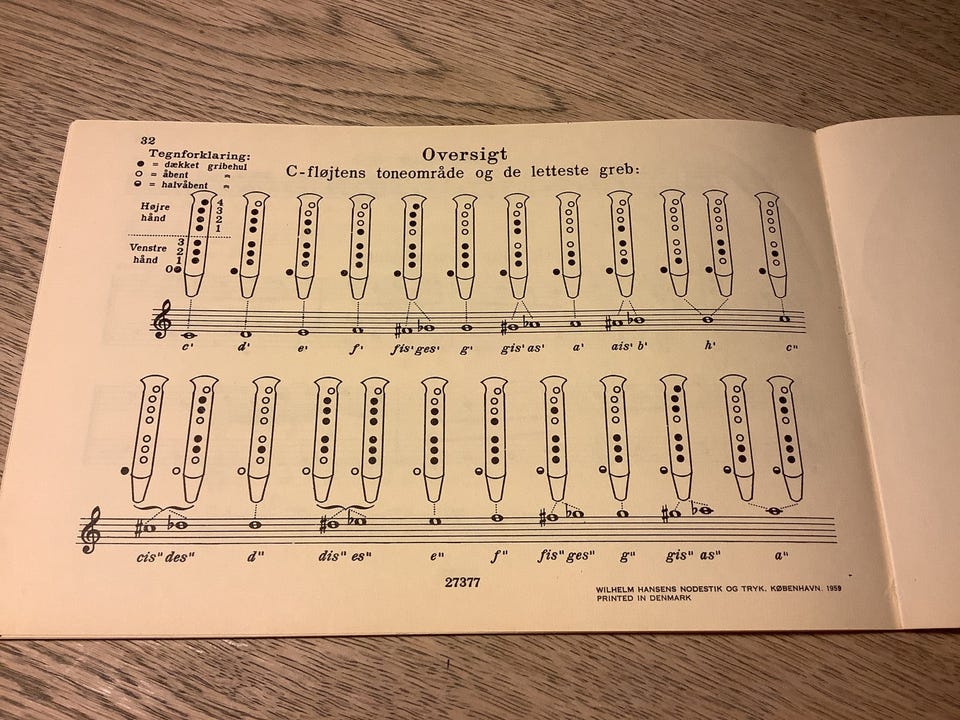 32
Tegnforklaring:
● = dækket gribehul
○ = åbent "
◒ = halvåbent "
Oversigt
C-fløjtens toneområde og de letteste greb:
Højre hånd
4
3
2
1
Venstre hånd
3
2
1
0
c' d' e' f' fis' ges' g' gis' as' a' ais' b' h' c"
cis" des" d" dis" es" e" f" fis" ges" g" gis" as" a"
27377
WILHELM HANSENS NODESTIK OG TRYK, KØBENHAVN 1959
PRINTED IN DENMARK